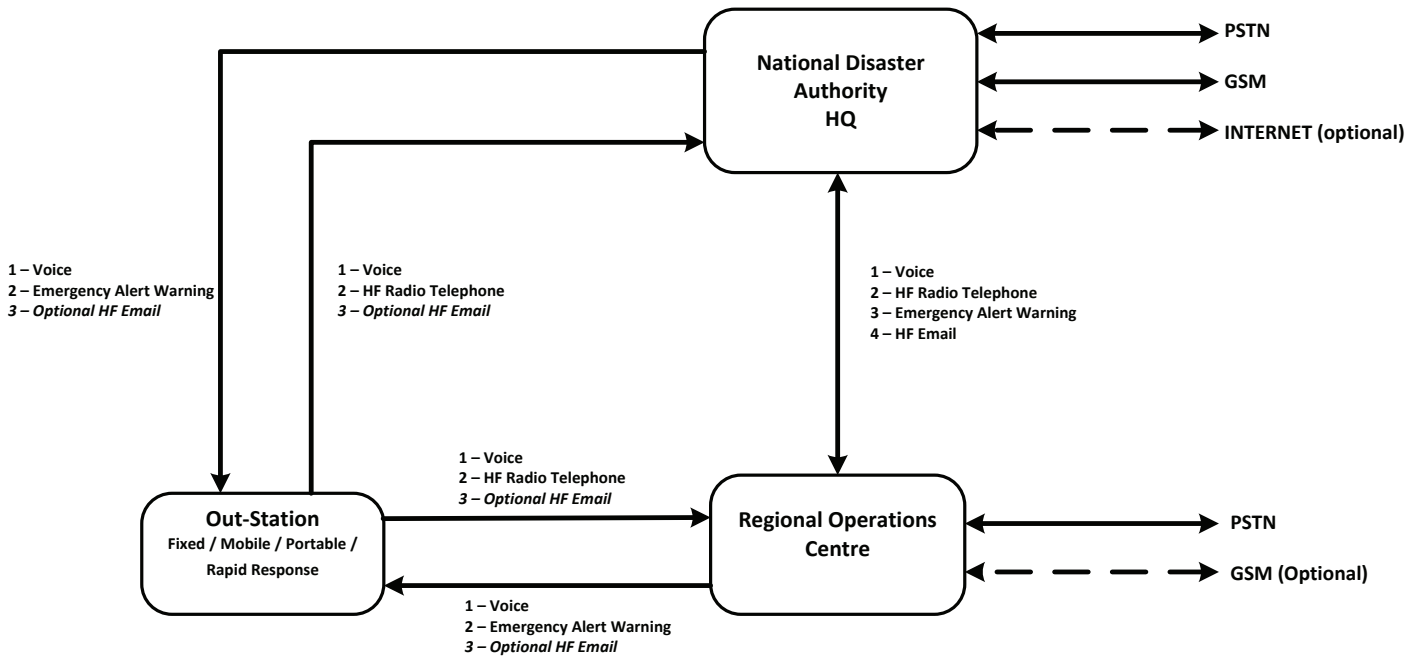 National Disaster
Authority
HQ
PSTN
GSM
INTERNET (optional)
1 – Voice
2 – Emergency Alert Warning
3 – Optional HF Email
1 – Voice
2 – HF Radio Telephone
3 – Optional HF Email
1 – Voice
2 – HF Radio Telephone
3 – Emergency Alert Warning
4 – HF Email
1 – Voice
2 – HF Radio Telephone
3 – Optional HF Email
Out-Station
Fixed / Mobile / Portable /
Rapid Response
Regional Operations
Centre
PSTN
GSM (Optional)
1 – Voice
2 – Emergency Alert Warning
3 – Optional HF Email